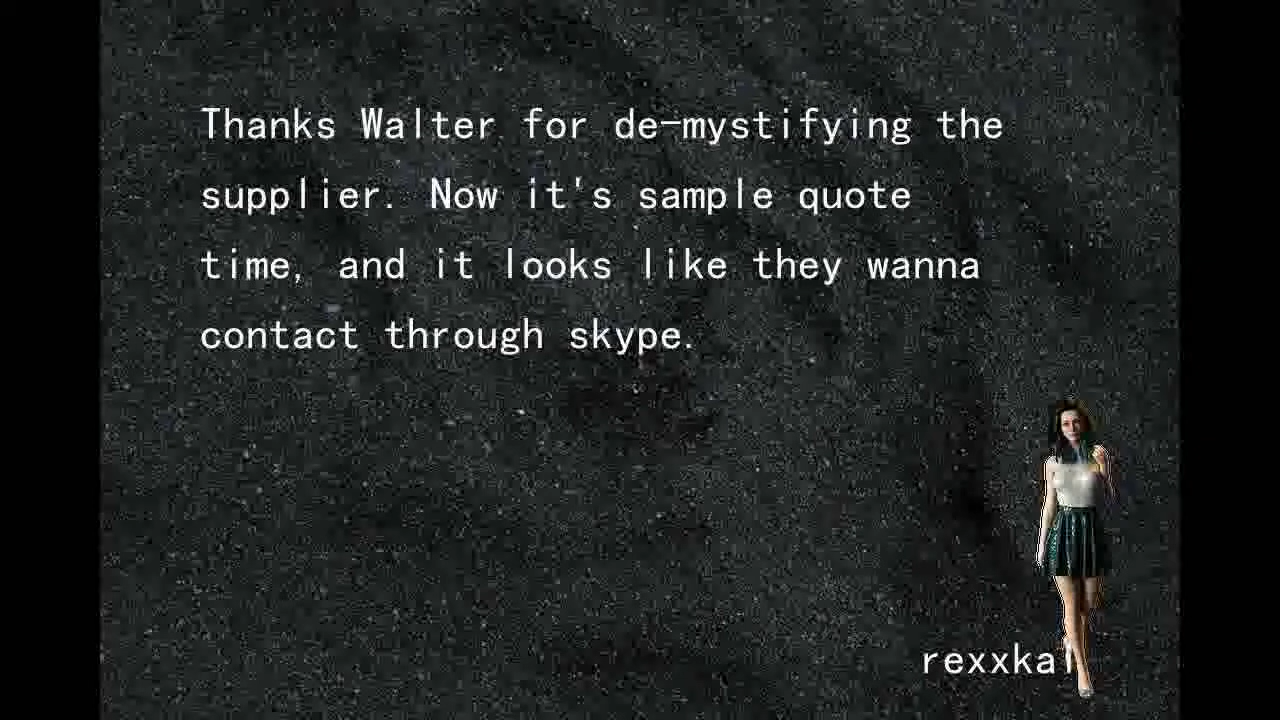 Thanks Walter for de-mystifying the
supplier. Now it's sample quote
time, and it looks like they wanna
contact through skype.